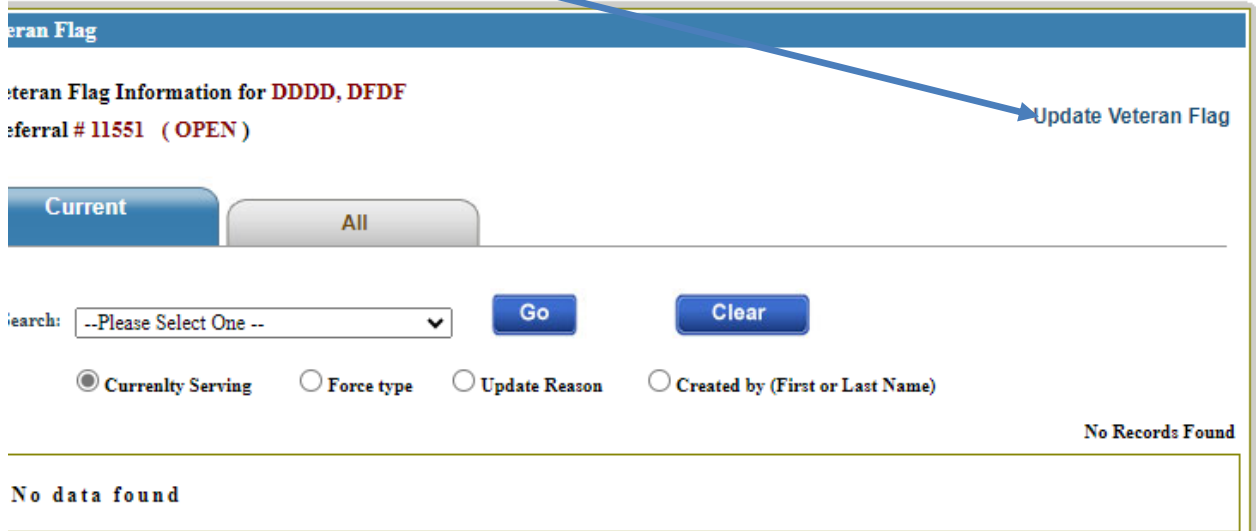 eran Flag
eteran Flag Information for DDDD, DFDF
eferral # 11551 ( OPEN )
Update Veteran Flag
Current
All
Search:
--Please Select One --
Go
Clear
Currenlty Serving
Force type
Update Reason
Created by (First or Last Name)
No Records Found
No data found